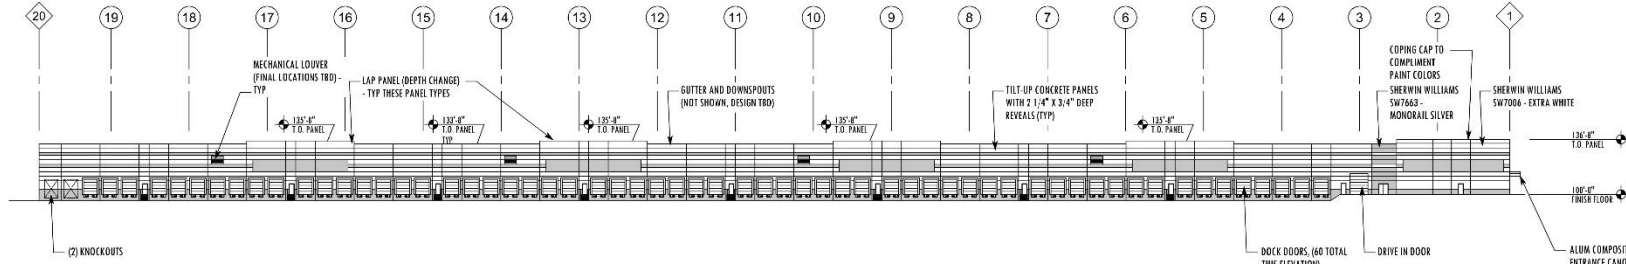 20 19 18 17 16 15 14 13 12 11 10 9 8 7 6 5 4 3 2 1
MECHANICAL LOUVER
(FINAL LOCATIONS TBD) -
TYP
LAP PANEL (DEPTH CHANGE)
- TYP THESE PANEL TYPES
GUTTER AND DOWNSPOUTS
(NOT SHOWN, DESIGN TBD)
TILT-UP CONCRETE PANELS
WITH 2 1/4" X 3/4" DEEP
REVEALS (TYP)
COPING CAP TO
COMPLIMENT
PAINT COLORS
SHERWIN WILLIAMS
SW7663 -
MONORAIL SILVER
SHERWIN WILLIAMS
SW7006 - EXTRA WHITE
135'-8"
T.O. PANEL
133'-8"
T.O. PANEL
TYP
135'-8"
T.O. PANEL
135'-8"
T.O. PANEL
135'-8"
T.O. PANEL
136'-8"
T.O. PANEL
100'-0"
FINISH FLOOR
(2) KNOCKOUTS
DOCK DOORS, (60 TOTAL
THIS ELEVATION)
DRIVE IN DOOR
ALUM COMPOSIT
ENTRANCE CANO